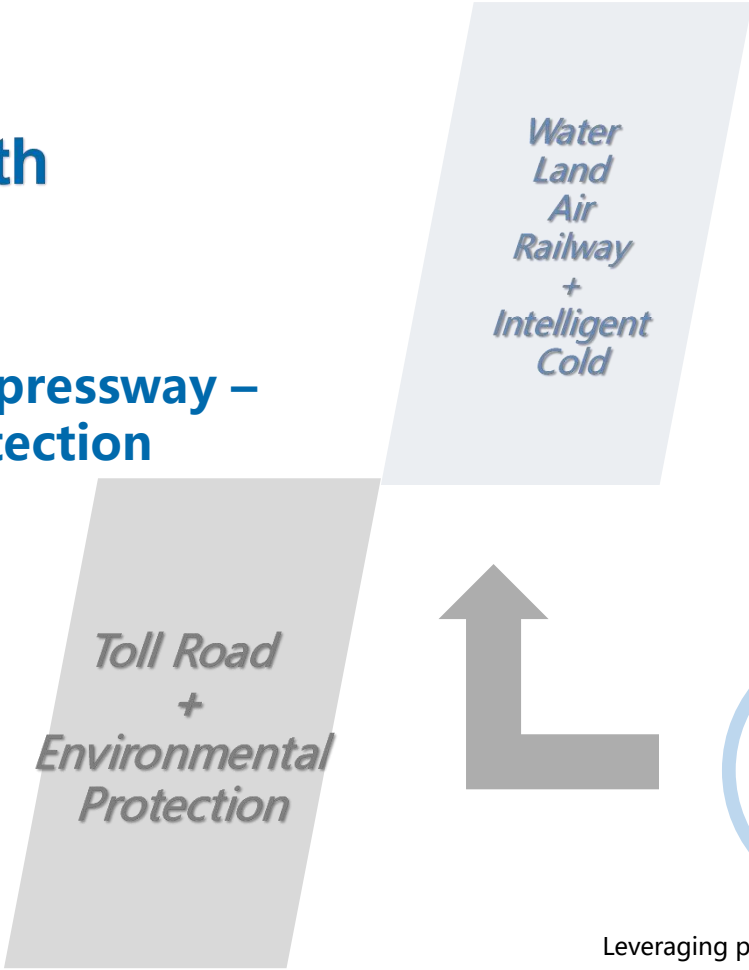 th
pressway –
tection
Water
Land
Air
Railway
+
Intelligent
Cold
Toll Road
+
Environmental
Protection
Leveraging p